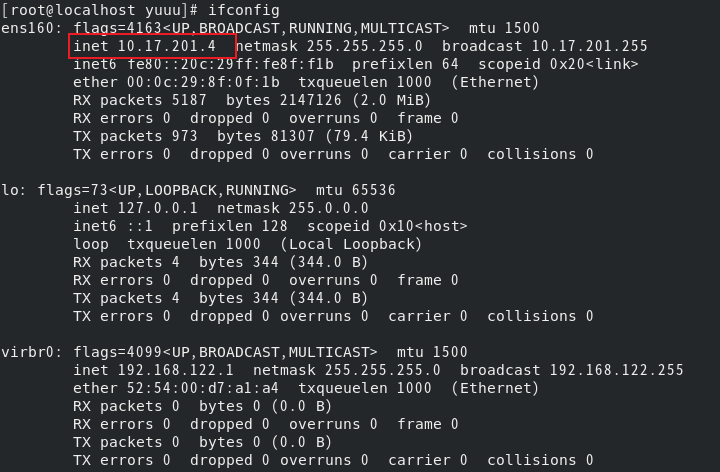 [root@localhost yuuu]# ifconfig
ens160: flags=4163<UP,BROADCAST,RUNNING,MULTICAST>  mtu 1500
        inet 10.17.201.4  netmask 255.255.255.0  broadcast 10.17.201.255
        inet6 fe80::20c:29ff:fe8f:f1b  prefixlen 64  scopeid 0x20<link>
        ether 00:0c:29:8f:0f:1b  txqueuelen 1000  (Ethernet)
        RX packets 5187  bytes 2147126 (2.0 MiB)
        RX errors 0  dropped 0  overruns 0  frame 0
        TX packets 973  bytes 81307 (79.4 KiB)
        TX errors 0  dropped 0 overruns 0  carrier 0  collisions 0

lo: flags=73<UP,LOOPBACK,RUNNING>  mtu 65536
        inet 127.0.0.1  netmask 255.0.0.0
        inet6 ::1  prefixlen 128  scopeid 0x10<host>
        loop  txqueuelen 1000  (Local Loopback)
        RX packets 4  bytes 344 (344.0 B)
        RX errors 0  dropped 0  overruns 0  frame 0
        TX packets 4  bytes 344 (344.0 B)
        TX errors 0  dropped 0 overruns 0  carrier 0  collisions 0

virbr0: flags=4099<UP,BROADCAST,MULTICAST>  mtu 1500
        inet 192.168.122.1  netmask 255.255.255.0  broadcast 192.168.122.255
        ether 52:54:00:d7:a1:a4  txqueuelen 1000  (Ethernet)
        RX packets 0  bytes 0 (0.0 B)
        RX errors 0  dropped 0  overruns 0  frame 0
        TX packets 0  bytes 0 (0.0 B)
        TX errors 0  dropped 0 overruns 0  carrier 0  collisions 0